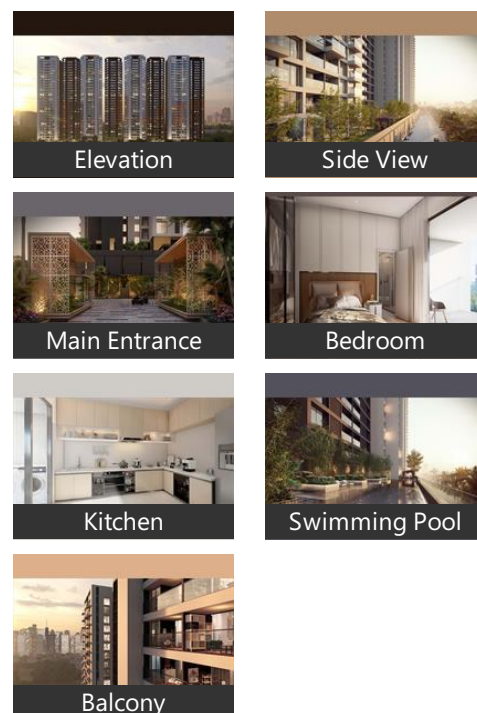 Elevation
Side View
Main Entrance
Bedroom
Kitchen
Swimming Pool
Balcony